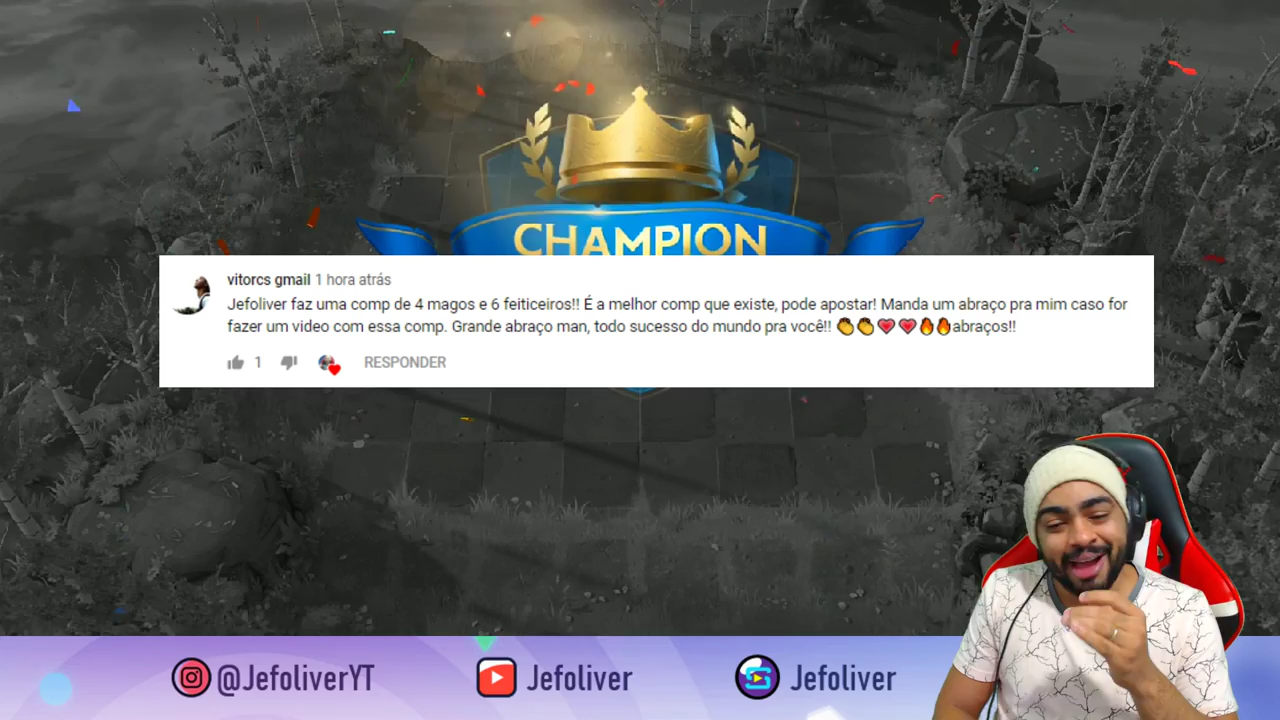 CHAMPION
vitorcs gmail 1 hora atrás
Jefoliver faz uma comp de 4 magos e 6 feiticeiros!! É a melhor comp que existe, pode apostar! Manda um abraço pra mim caso for
fazer um video com essa comp. Grande abraço man, todo sucesso do mundo pra você!! 👏👏💗💗🔥🔥abraços!!
1 RESPONDER
@JefoliverYT Jefoliver Jefoliver